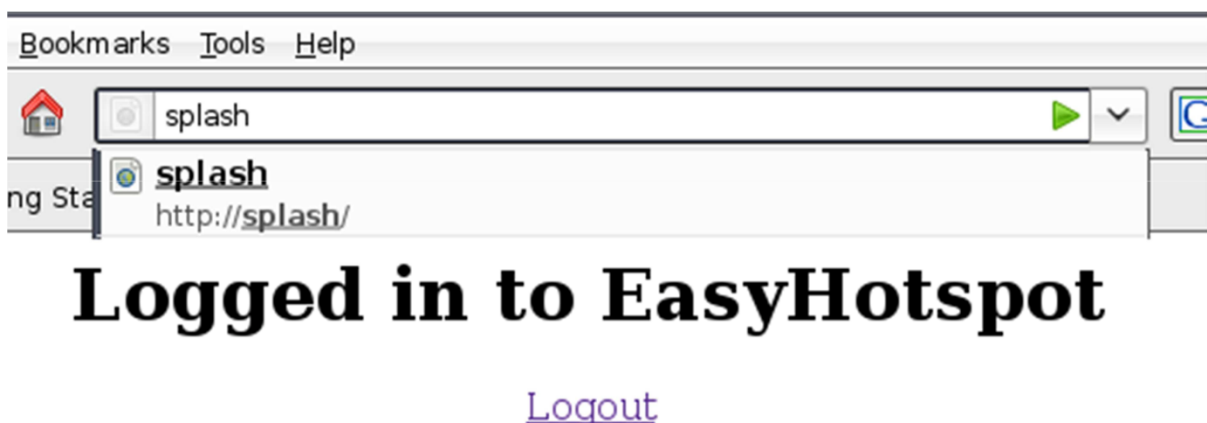 Bookmarks Tools Help
splash
splash
ng Sta
http://splash/
Logged in to EasyHotspot
Logout